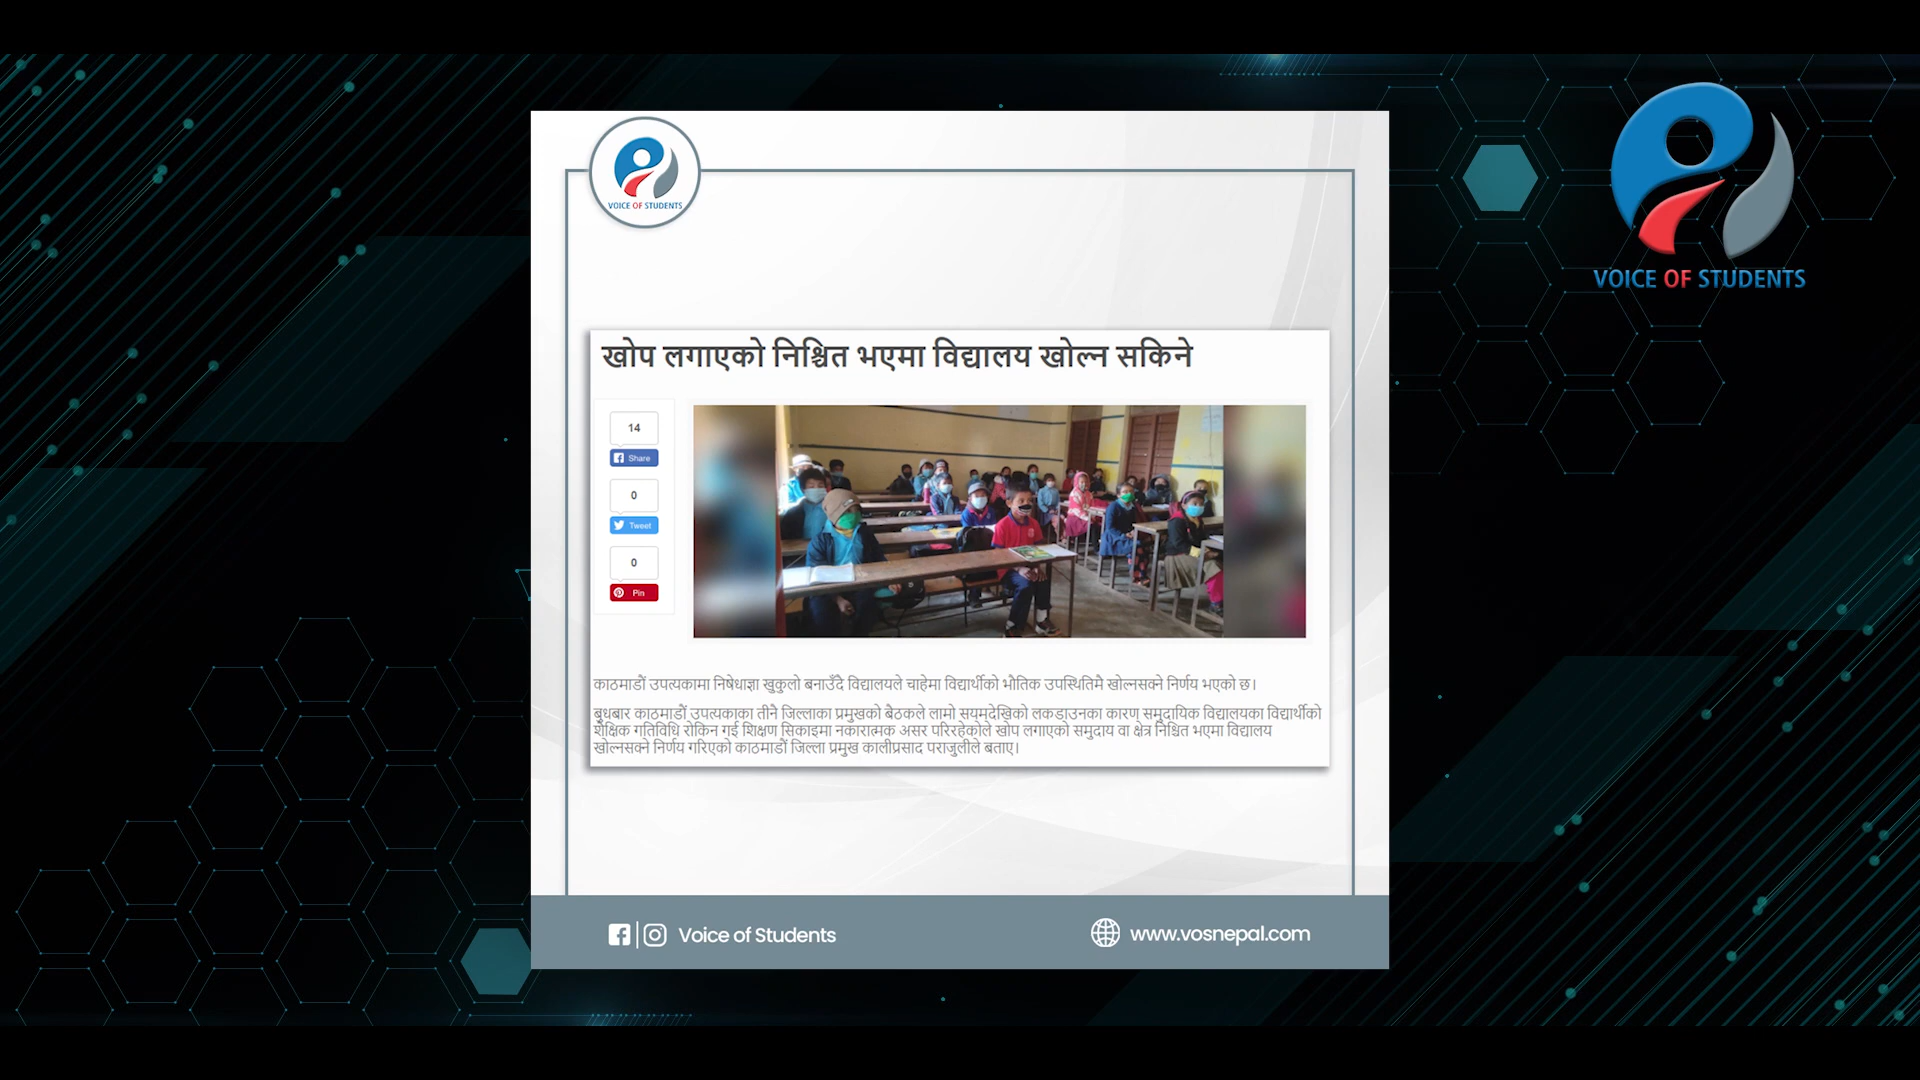 VOICE OF STUDENTS
VOICE OF STUDENTS
खोप लगाएको निश्चित भएमा विद्यालय खोल्न सकिने
14
Share
0
Tweet
0
Pin
काठमाडौं उपत्यकामा निषेधाज्ञा खुकुलो बनाउँदै विद्यालयले चाहेमा विद्यार्थीको भौतिक उपस्थितिमै खोल्नसक्ने निर्णय भएको छ।
बुधबार काठमाडौं उपत्यकाका तीनै जिल्लाका प्रमुखको बैठकले लामो सयमदेखिको लकडाउनका कारण समुदायिक विद्यालयका विद्यार्थीको
शैक्षिक गतिविधि रोकिन गई शिक्षण सिकाइमा नकारात्मक असर परिरहेकोले खोप लगाएको समुदाय वा क्षेत्र निश्चित भएमा विद्यालय
खोल्नसक्ने निर्णय गरिएको काठमाडौं जिल्ला प्रमुख कालीप्रसाद पराजुलीले बताए।
Voice of Students
www.vosnepal.com